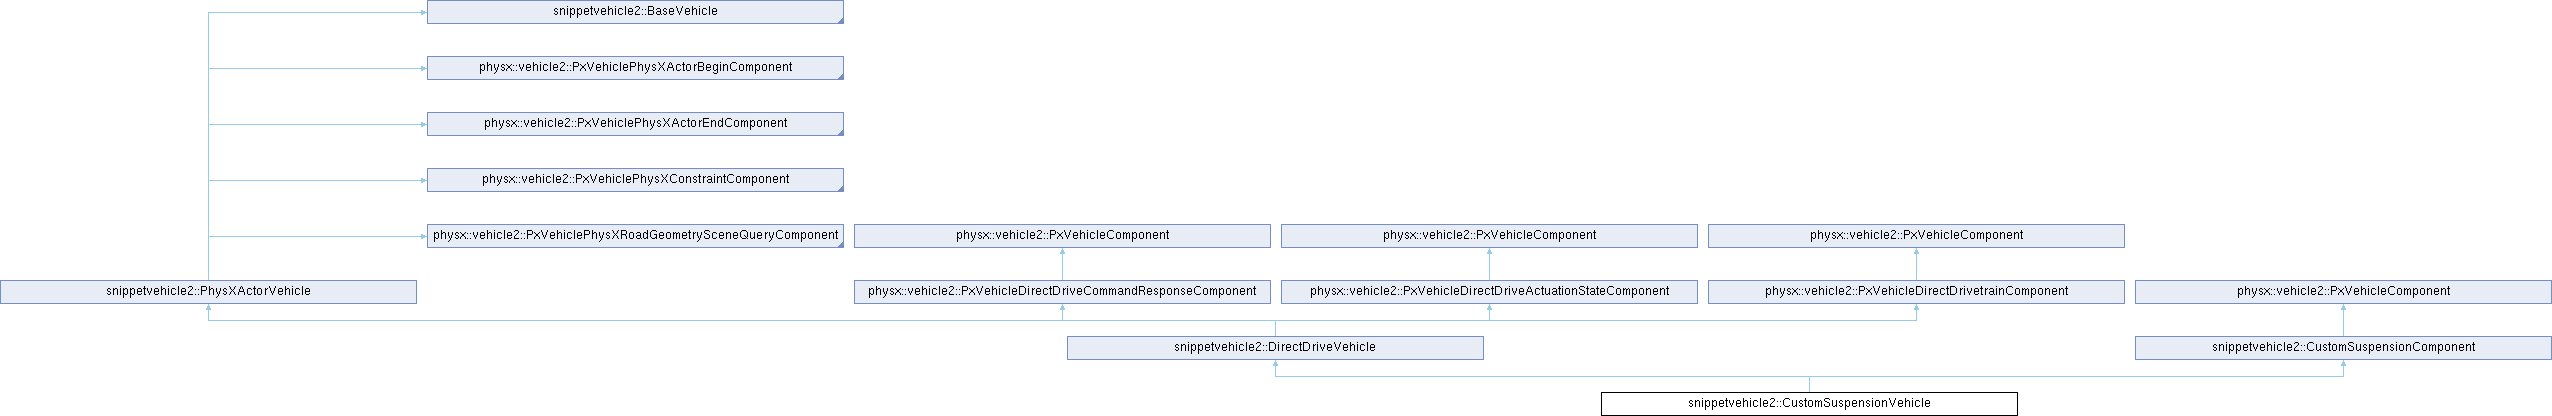 snippetvehicle2::BaseVehicle
physx::vehicle2::PxVehiclePhysXActorBeginComponent
physx::vehicle2::PxVehiclePhysXActorEndComponent
physx::vehicle2::PxVehiclePhysXConstraintComponent
physx::vehicle2::PxVehiclePhysXRoadGeometrySceneQueryComponent physx::vehicle2::PxVehicleComponent physx::vehicle2::PxVehicleComponent physx::vehicle2::PxVehicleComponent
snippetvehicle2::PhysXActorVehicle physx::vehicle2::PxVehicleDirectDriveCommandResponseComponent physx::vehicle2::PxVehicleDirectDriveActuationStateComponent physx::vehicle2::PxVehicleDirectDrivetrainComponent physx::vehicle2::PxVehicleComponent
snippetvehicle2::DirectDriveVehicle snippetvehicle2::CustomSuspensionComponent
snippetvehicle2::CustomSuspensionVehicle